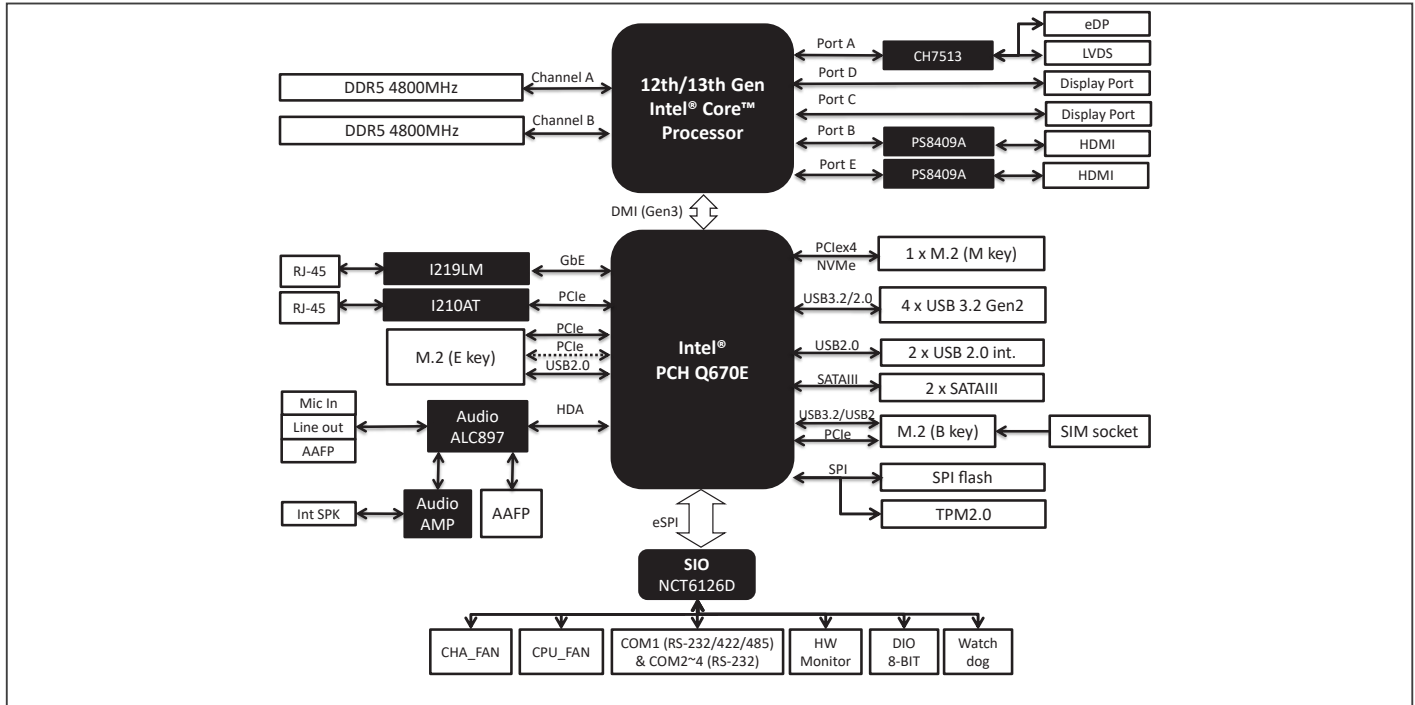 eDP
Port A
CH7513
LVDS
12th/13th Gen
Intel® Core™
Processor
Port D
Display Port
DDR5 4800MHz
Channel A
Port C
Display Port
DDR5 4800MHz
Channel B
Port B
PS8409A
HDMI
Port E
PS8409A
HDMI
DMI (Gen3)
RJ-45
I219LM
GbE
PCIex4
NVMe
1 x M.2 (M key)
RJ-45
I210AT
PCIe
USB3.2/2.0
4 x USB 3.2 Gen2
M.2 (E key)
PCIe
PCIe
USB2.0
Intel®
PCH Q670E
USB2.0
2 x USB 2.0 int.
SATAIII
2 x SATAIII
Mic In
Line out
AAFP
Audio
ALC897
HDA
USB3.2/USB2
PCIe
M.2 (B key)
SIM socket
SPI
SPI flash
TPM2.0
Int SPK
Audio
AMP
AAFP
eSPI
SIO
NCT6126D
CHA_FAN
CPU_FAN
COM1 (RS-232/422/485)
& COM2~4 (RS-232)
HW
Monitor
DIO
8-BIT
Watch
dog